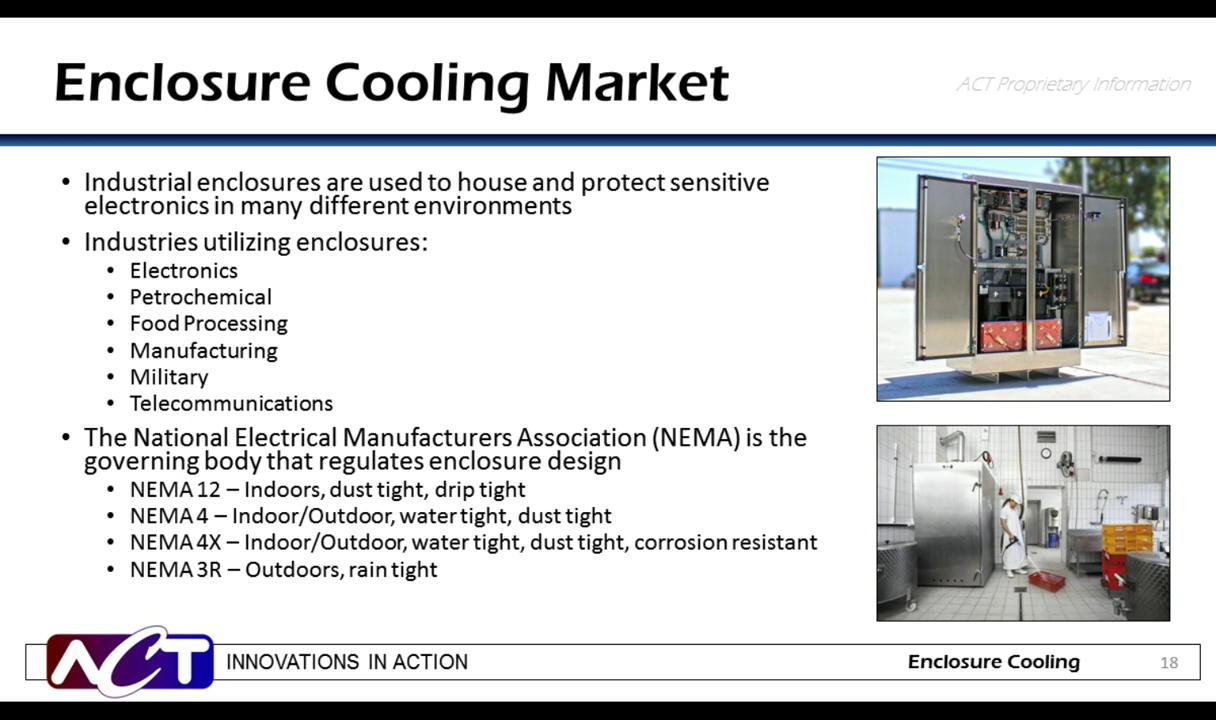 Enclosure Cooling Market
ACT Proprietary Information
• Industrial enclosures are used to house and protect sensitive
electronics in many different environments
• Industries utilizing enclosures:
• Electronics
• Petrochemical
• Food Processing
• Manufacturing
• Military
• Telecommunications
• The National Electrical Manufacturers Association (NEMA) is the
governing body that regulates enclosure design
• NEMA 12 – Indoors, dust tight, drip tight
• NEMA 4 – Indoor/Outdoor, water tight, dust tight
• NEMA 4X – Indoor/Outdoor, water tight, dust tight, corrosion resistant
• NEMA 3R – Outdoors, rain tight
ACT
INNOVATIONS IN ACTION
Enclosure Cooling
18